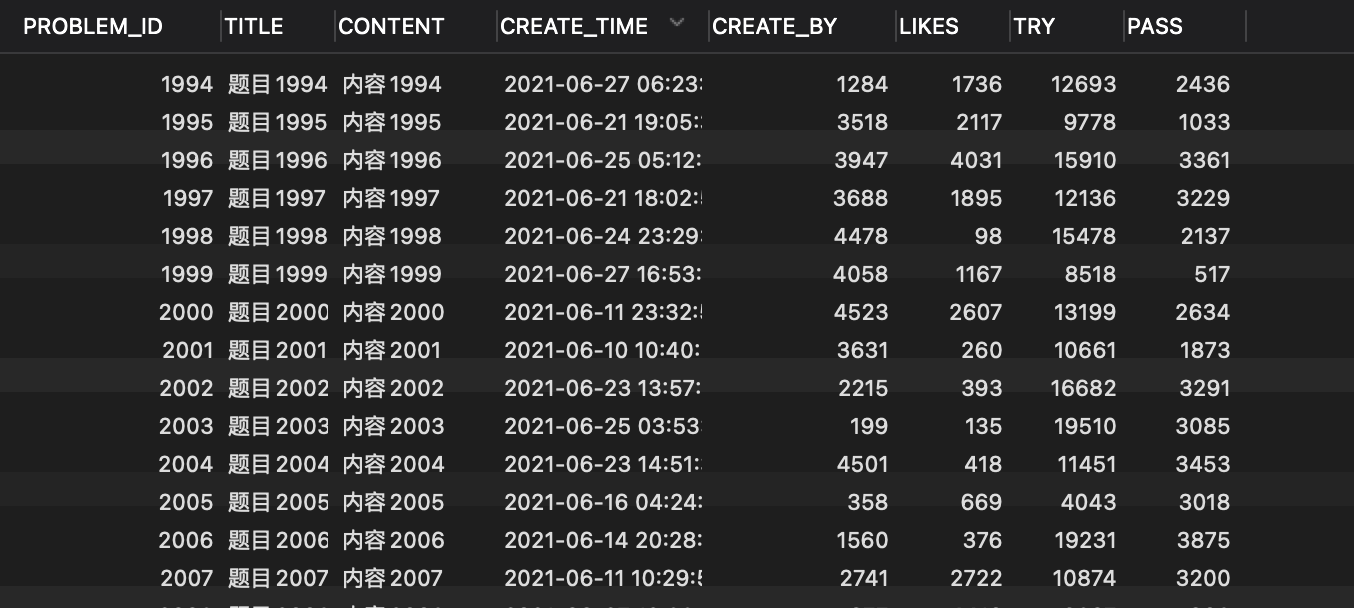 PROBLEM_ID TITLE CONTENT CREATE_TIME CREATE_BY LIKES TRY PASS
1994 题目1994 内容1994 2021-06-27 06:23: 1284 1736 12693 2436
1995 题目1995 内容1995 2021-06-21 19:05: 3518 2117 9778 1033
1996 题目1996 内容1996 2021-06-25 05:12: 3947 4031 15910 3361
1997 题目1997 内容1997 2021-06-21 18:02: 3688 1895 12136 3229
1998 题目1998 内容1998 2021-06-24 23:29: 4478 98 15478 2137
1999 题目1999 内容1999 2021-06-27 16:53: 4058 1167 8518 517
2000 题目2000 内容2000 2021-06-11 23:32: 4523 2607 13199 2634
2001 题目2001 内容2001 2021-06-10 10:40: 3631 260 10661 1873
2002 题目2002 内容2002 2021-06-23 13:57: 2215 393 16682 3291
2003 题目2003 内容2003 2021-06-25 03:53: 199 135 19510 3085
2004 题目2004 内容2004 2021-06-23 14:51: 4501 418 11451 3453
2005 题目2005 内容2005 2021-06-16 04:24: 358 669 4043 3018
2006 题目2006 内容2006 2021-06-14 20:28: 1560 376 19231 3875
2007 题目2007 内容2007 2021-06-11 10:29: 2741 2722 10874 3200